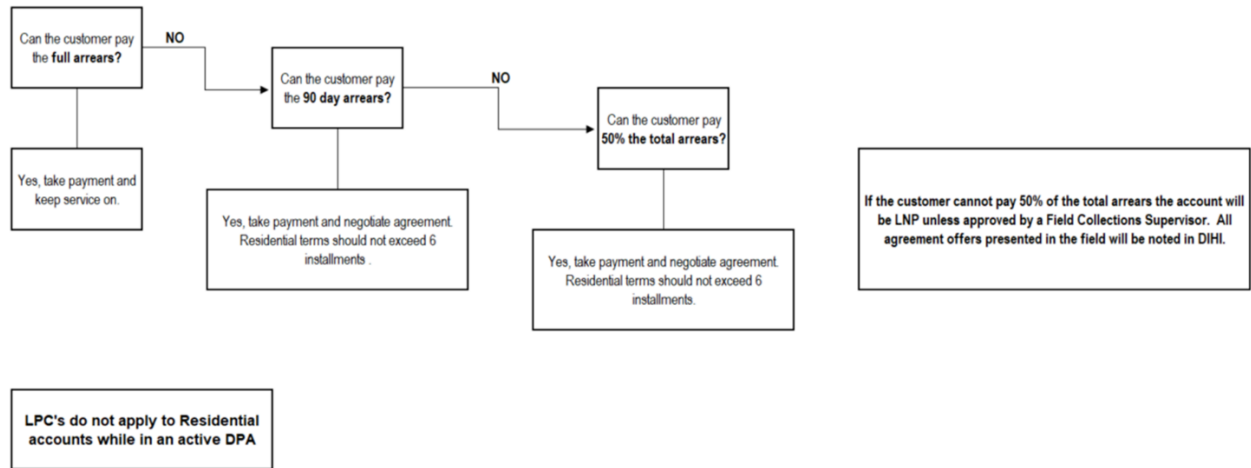 Can the customer pay
the full arrears?
NO
Can the customer pay
the 90 day arrears?
NO
Can the customer pay
50% the total arrears?
Yes, take payment and
keep service on.
Yes, take payment and negotiate agreement.
Residential terms should not exceed 6
installments .
Yes, take payment and negotiate agreement.
Residential terms should not exceed 6
installments.
If the customer cannot pay 50% of the total arrears the account will
be LNP unless approved by a Field Collections Supervisor. All
agreement offers presented in the field will be noted in DIHI.
LPC's do not apply to Residential
accounts while in an active DPA